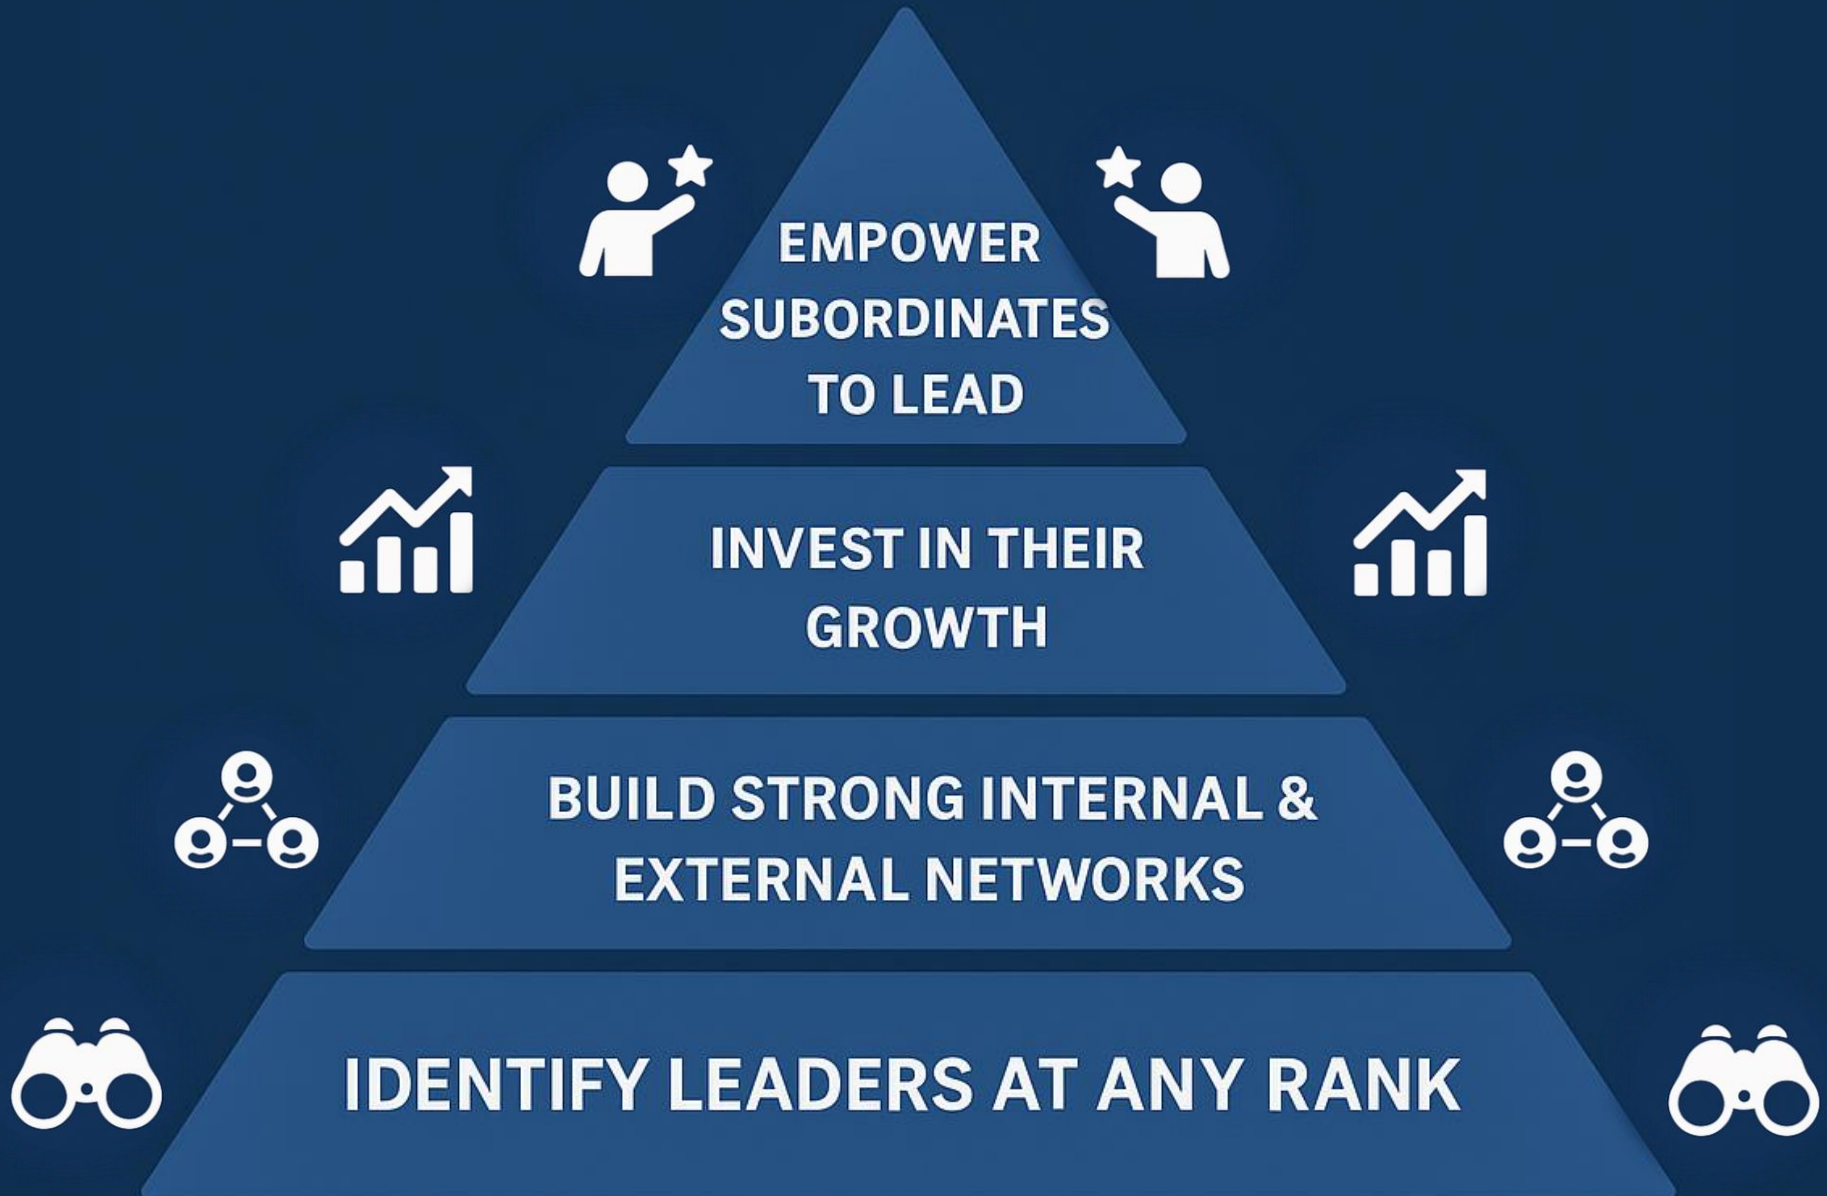 EMPOWER
SUBORDINATES
TO LEAD
INVEST IN THEIR
GROWTH
BUILD STRONG INTERNAL &
EXTERNAL NETWORKS
IDENTIFY LEADERS AT ANY RANK